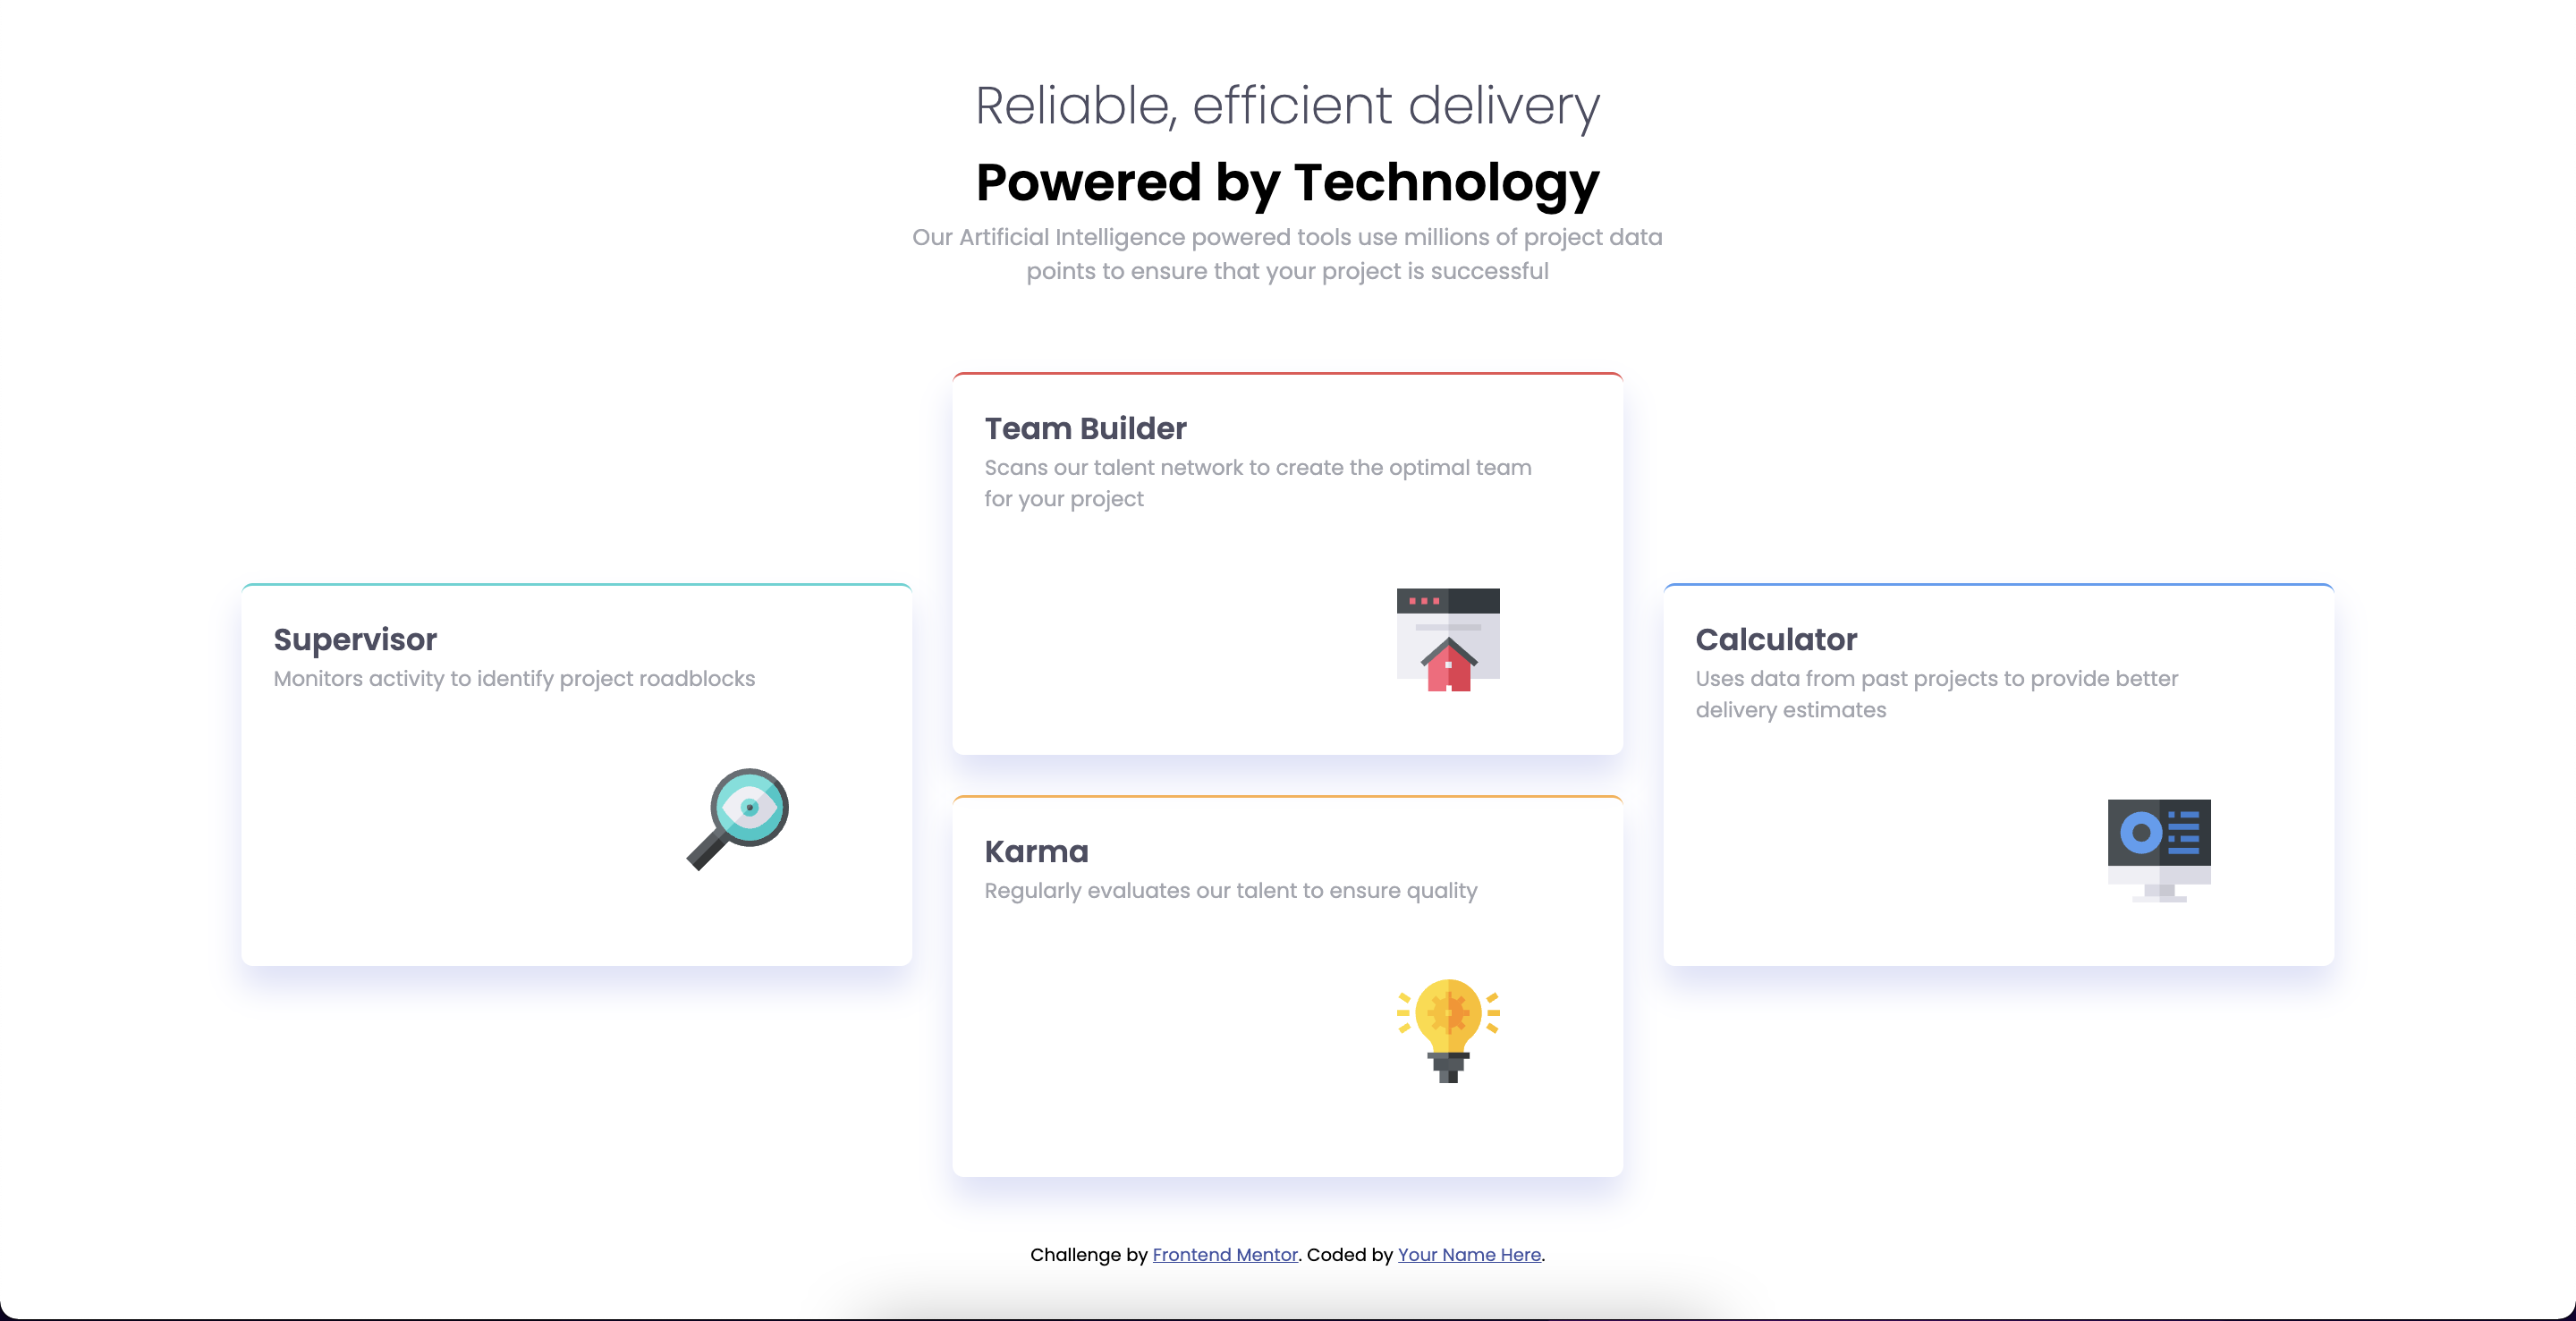 Reliable, efficient delivery
Powered by Technology
Our Artificial Intelligence powered tools use millions of project data
points to ensure that your project is successful
Supervisor
Monitors activity to identify project roadblocks
Team Builder
Scans our talent network to create the optimal team
for your project
Karma
Regularly evaluates our talent to ensure quality
Calculator
Uses data from past projects to provide better
delivery estimates
Challenge by Frontend Mentor. Coded by Your Name Here.